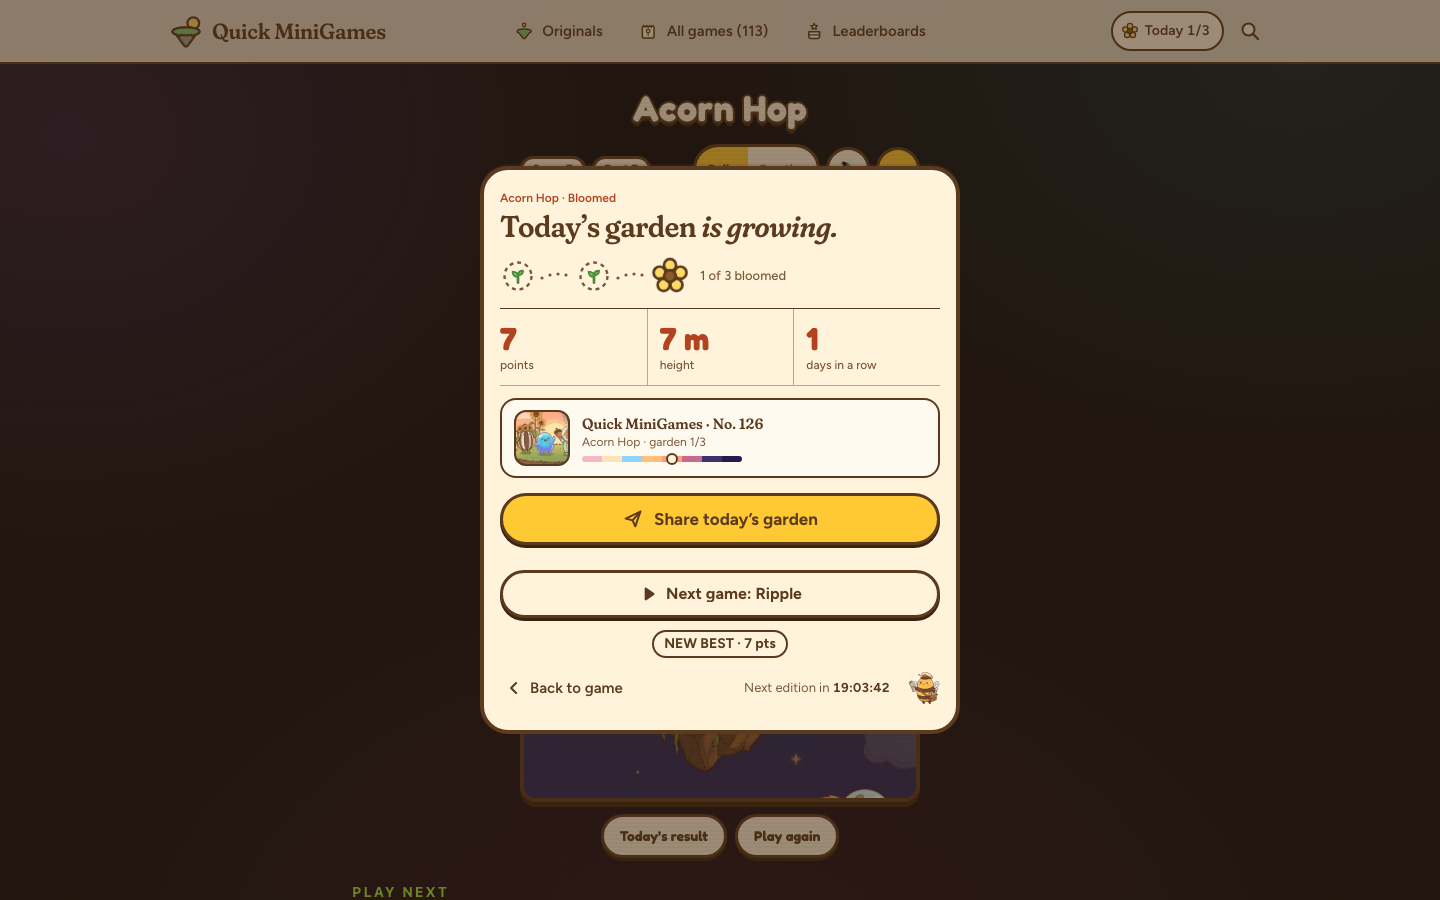 Quick MiniGames
Originals
All games (113)
Leaderboards
Today 1/3
Acorn Hop
Acorn Hop · Bloomed
Today’s garden is growing.
1 of 3 bloomed
7
points
7 m
height
1
days in a row
Quick MiniGames · No. 126
Acorn Hop · garden 1/3
Share today’s garden
Next game: Ripple
NEW BEST · 7 pts
Back to game
Next edition in 19:03:42
Today's result
Play again
PLAY NEXT